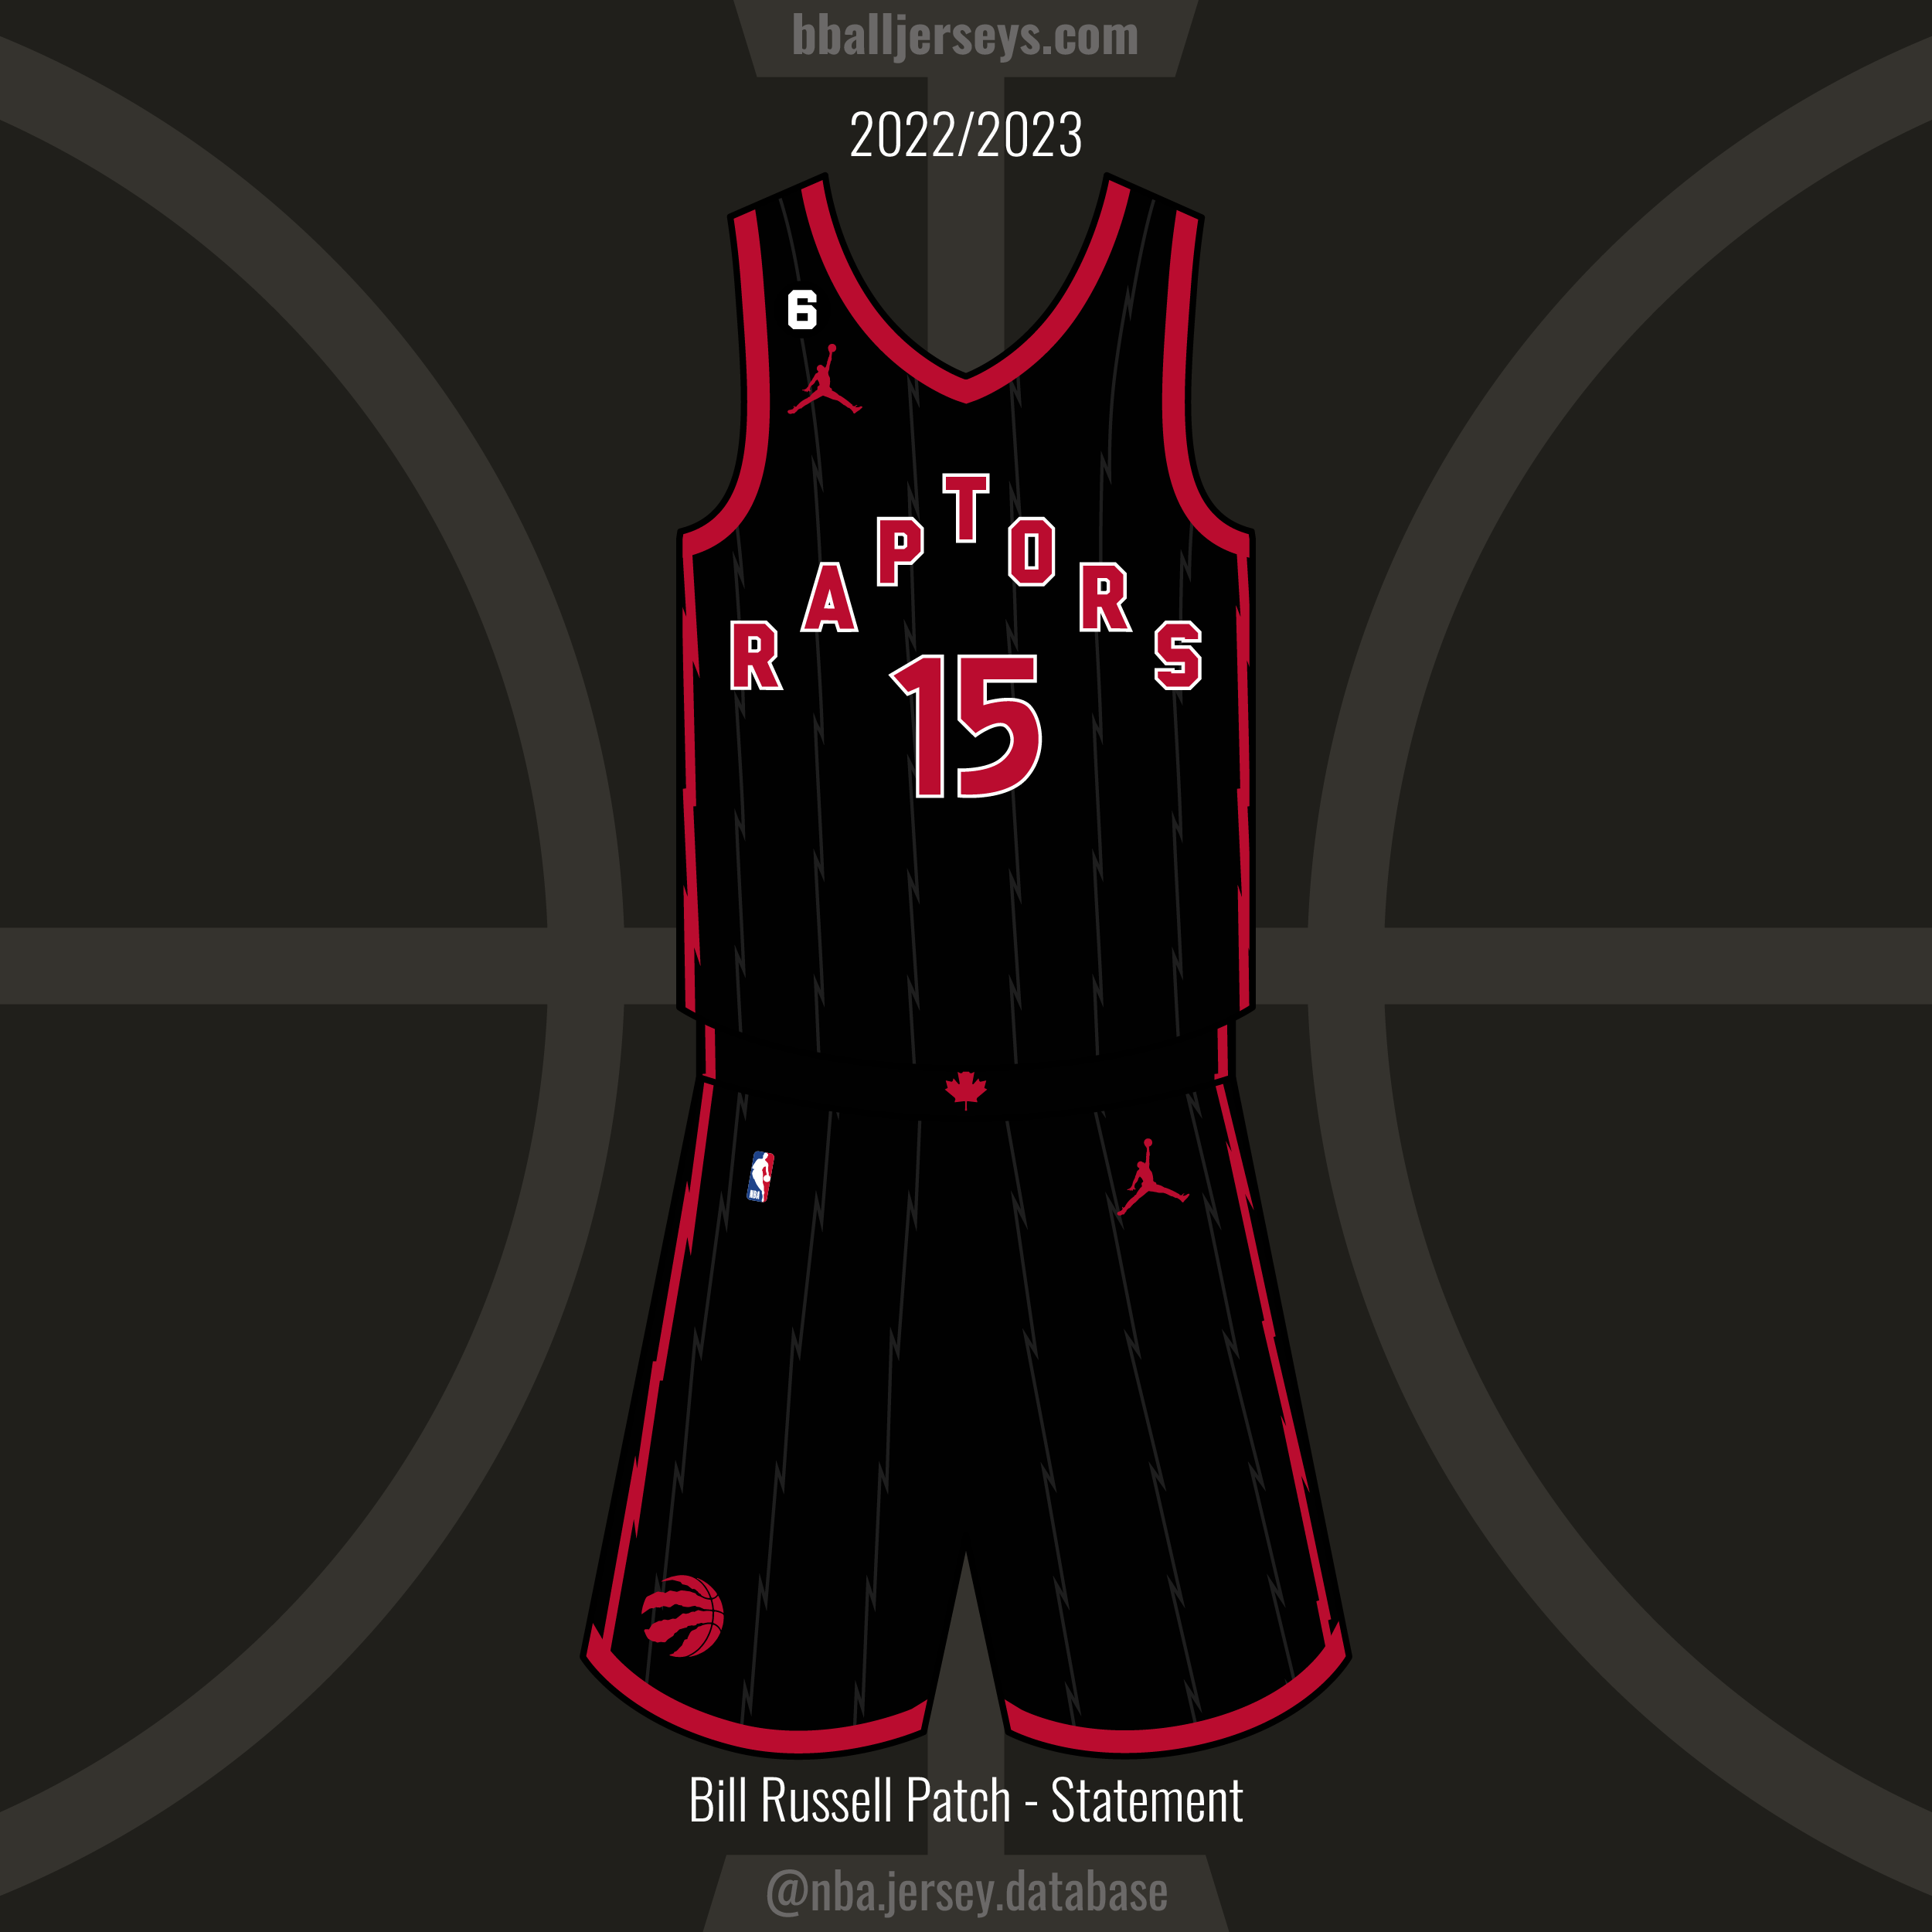 bballjerseys.com
2022/2023
6
RAPTORS
15
NBA
Bill Russell Patch - Statement
@nba.jersey.database